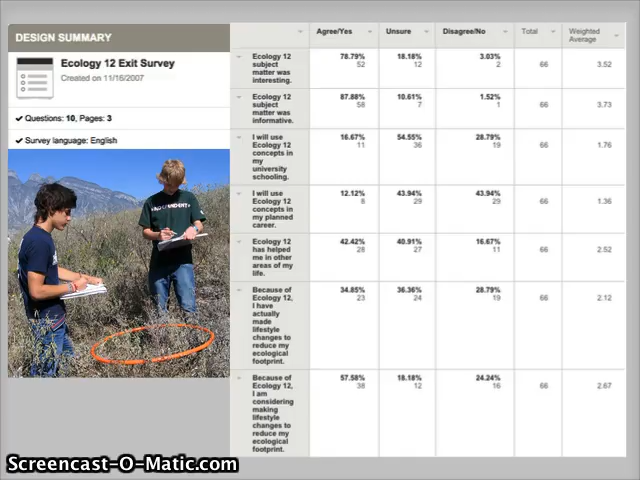 DESIGN SUMMARY
Ecology 12 Exit Survey
Created on 11/16/2007
Questions: 10, Pages: 3
Survey language: English
Agree/Yes Unsure Disagree/No Total Weighted
Average
Ecology 12
subject
matter was
interesting.
78.79% 18.18% 3.03%
52 12 2 66 3.52
Ecology 12
subject
matter was
informative.
87.88% 10.61% 1.52%
58 7 1 66 3.73
I will use
Ecology 12
concepts in
my
university
schooling.
16.67% 54.55% 28.79%
11 36 19 66 1.76
I will use
Ecology 12
concepts in
my planned
career.
12.12% 43.94% 43.94%
8 29 29 66 1.36
Ecology 12
has helped
me in other
areas of my
life.
42.42% 40.91% 16.67%
28 27 11 66 2.52
Because of
Ecology 12,
I have
actually
made
lifestyle
changes to
reduce my
ecological
footprint.
34.85% 36.36% 28.79%
23 24 19 66 2.12
Because of
Ecology 12,
I am
considering
making
lifestyle
changes to
reduce my
ecological
footprint.
57.58% 18.18% 24.24%
38 12 16 66 2.67
Screencast-O-Matic.com